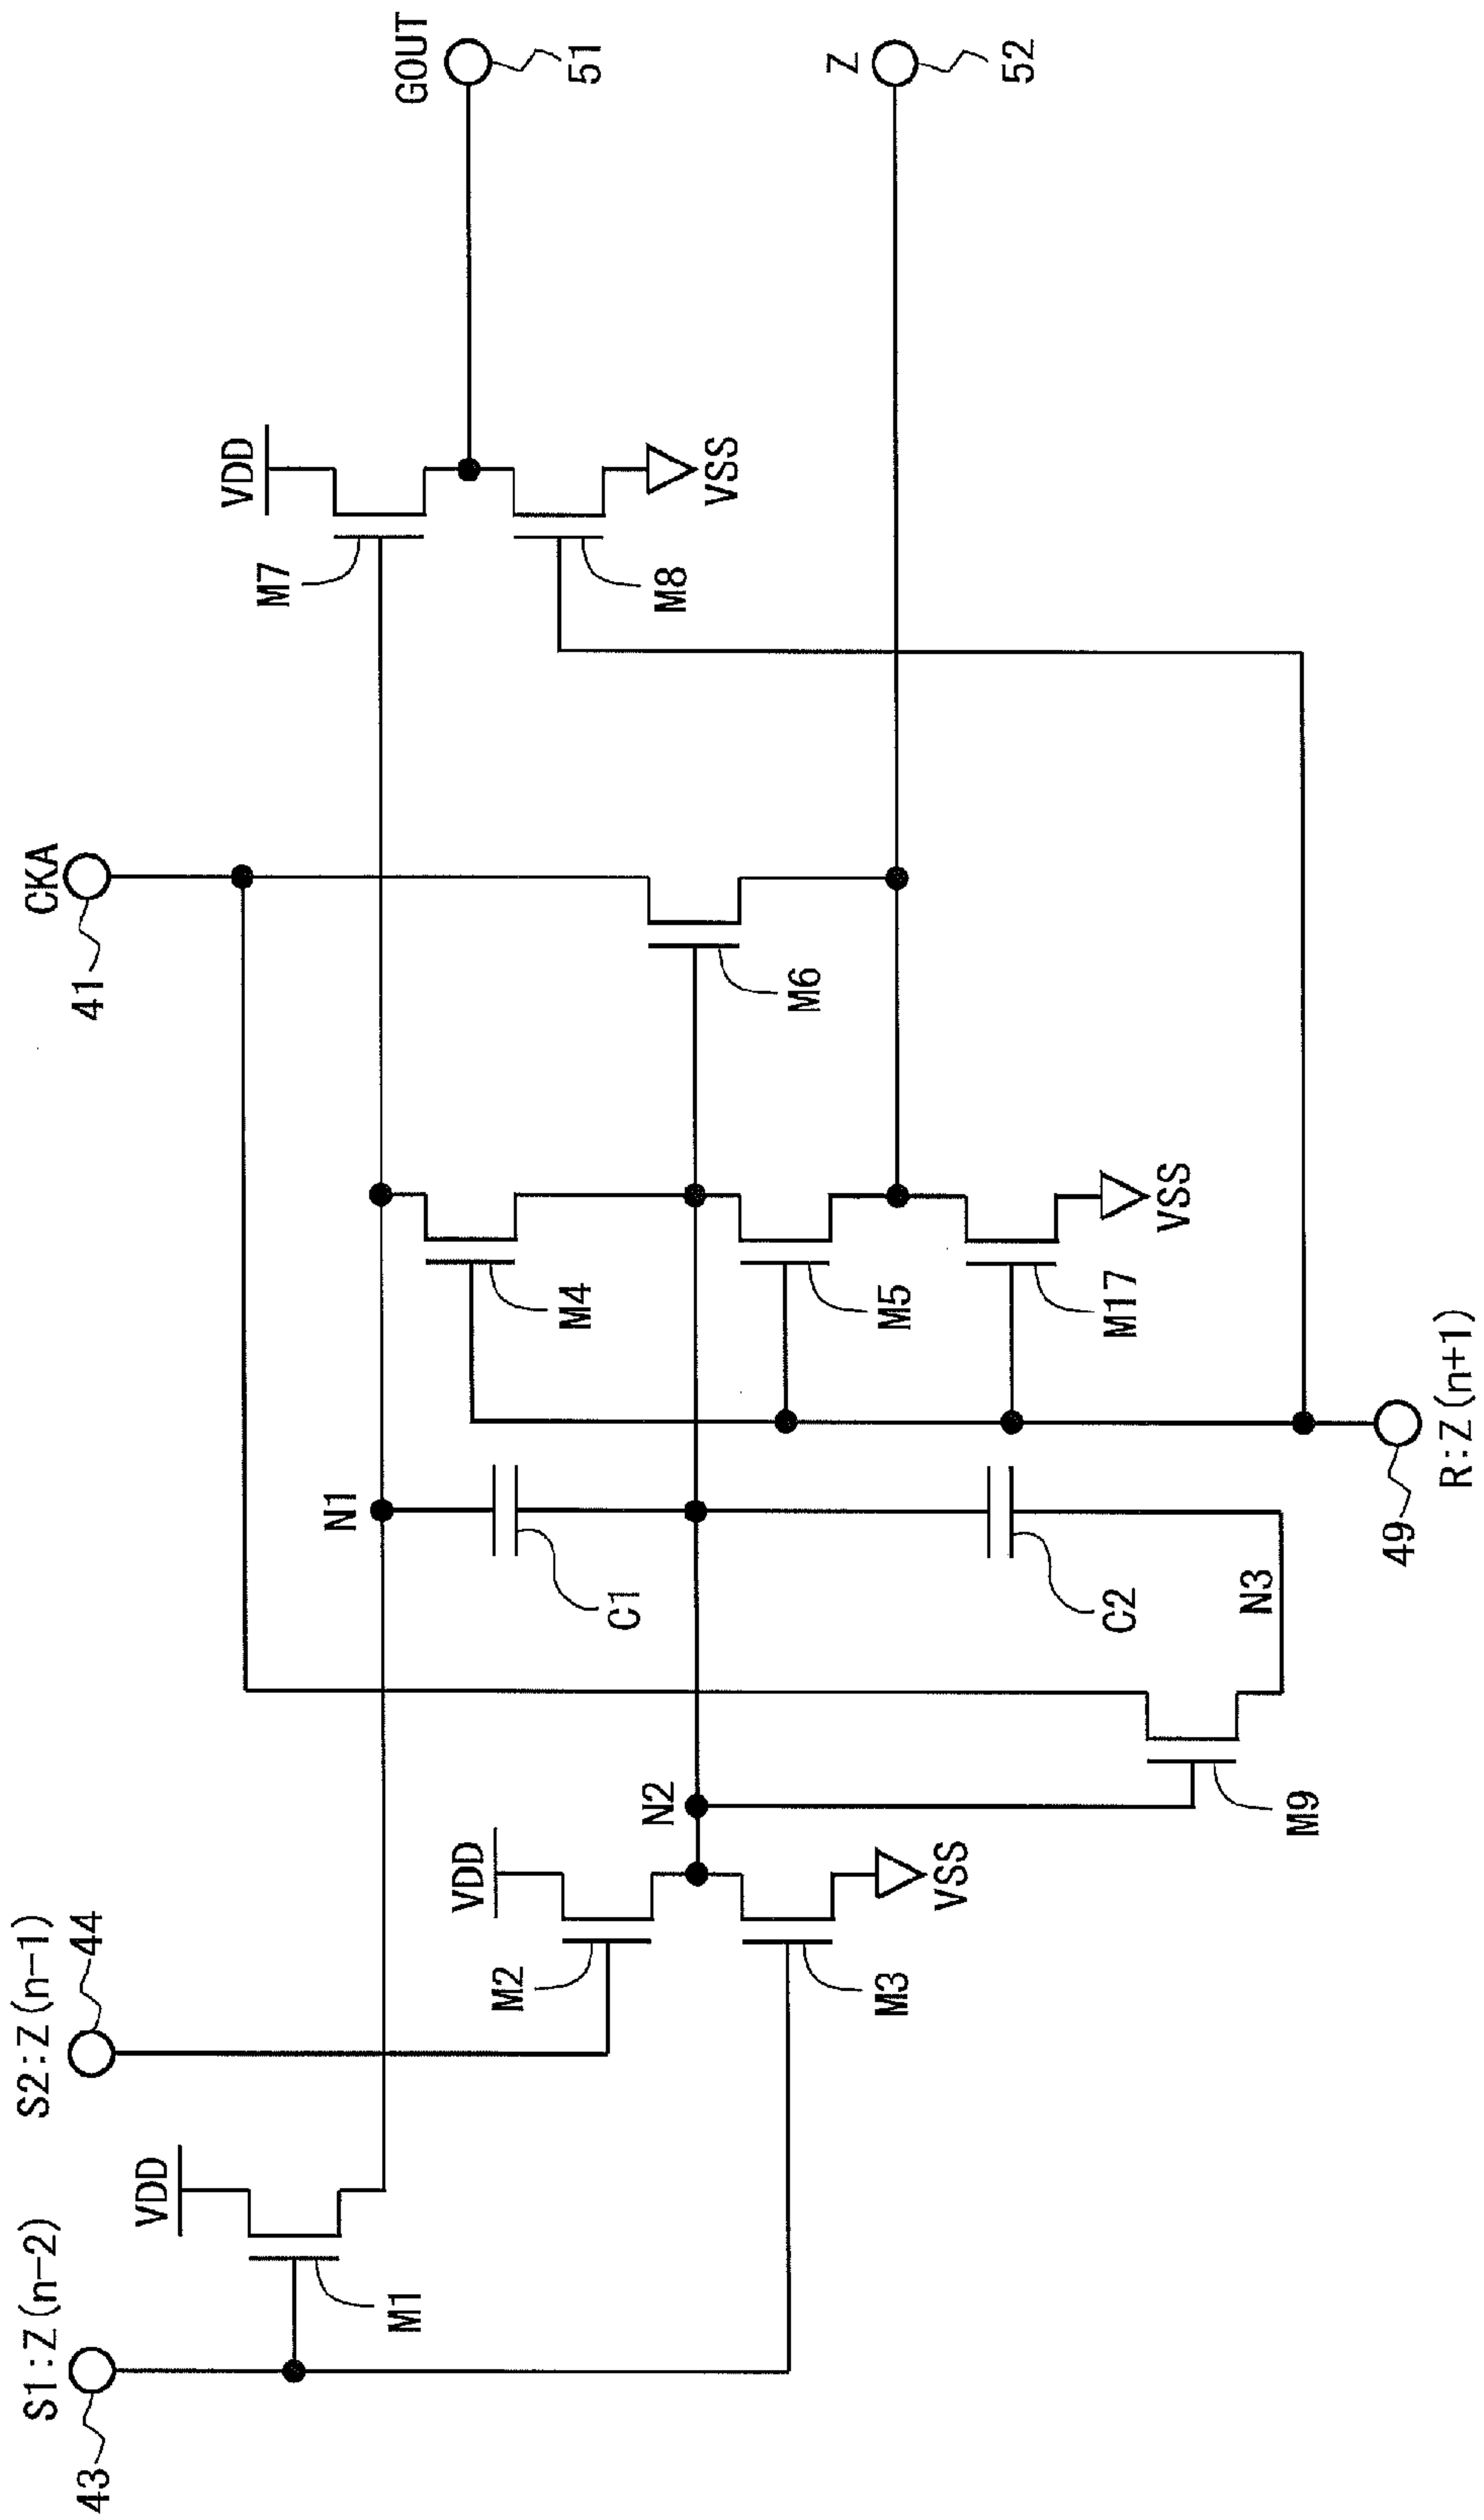 S1:Z(n-2)
43
S2:Z(n-1)
44
CKA
41
VDD
M1
VDD
M2
N2
M3
VSS
M9
N1
C1
C2
N3
M4
M5
M17
VSS
R:Z(n+1)
49
M6
VDD
M7
M8
VSS
GOUT
51
Z
52